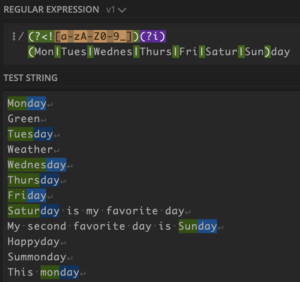 REGULAR EXPRESSION v1
/ (?<![a-zA-Z0-9_])(?i)
(Mon|Tues|Wednes|Thurs|Fri|Satur|Sun)day
TEST STRING
Monday
Green
Tuesday
Weather
Wednesday
Thursday
Friday
Saturday is my favorite day
My second favorite day is Sunday
Happyday
Summonday
This monday